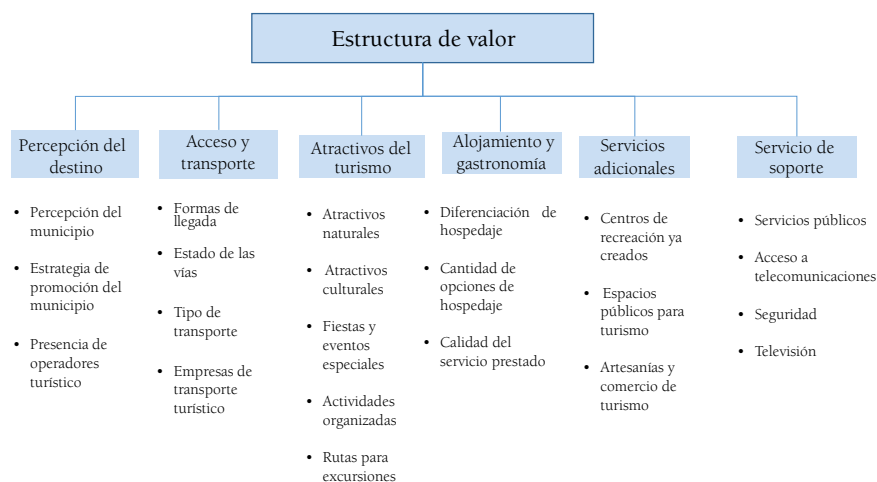 Estructura de valor
Percepción del
destino
• Percepción del
municipio
• Estrategia de
promoción del
municipio
• Presencia de
operadores
turístico
Acceso y
transporte
• Formas de
llegada
• Estado de las
vías
• Tipo de
transporte
• Empresas de
transporte
turístico
Atractivos del
turismo
• Atractivos
naturales
• Atractivos
culturales
• Fiestas y
eventos
especiales
• Actividades
organizadas
• Rutas para
excursiones
Alojamiento y
gastronomía
• Diferenciación de
hospedaje
• Cantidad de
opciones de
hospedaje
• Calidad del
servicio prestado
Servicios
adicionales
• Centros de
recreación ya
creados
• Espacios
públicos para
turismo
• Artesanías y
comercio de
turismo
Servicio de
soporte
• Servicios públicos
• Acceso a
telecomunicaciones
• Seguridad
• Televisión